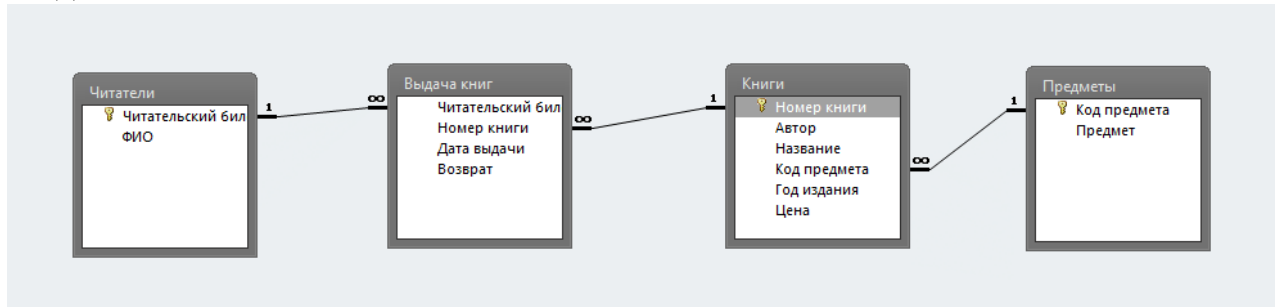 Читатели
Читательский бил
ФИО
1
∞
Выдача книг
Читательский бил
Номер книги
Дата выдачи
Возврат
∞
1
Книги
Номер книги
Автор
Название
Код предмета
Год издания
Цена
∞
1
Предметы
Код предмета
Предмет